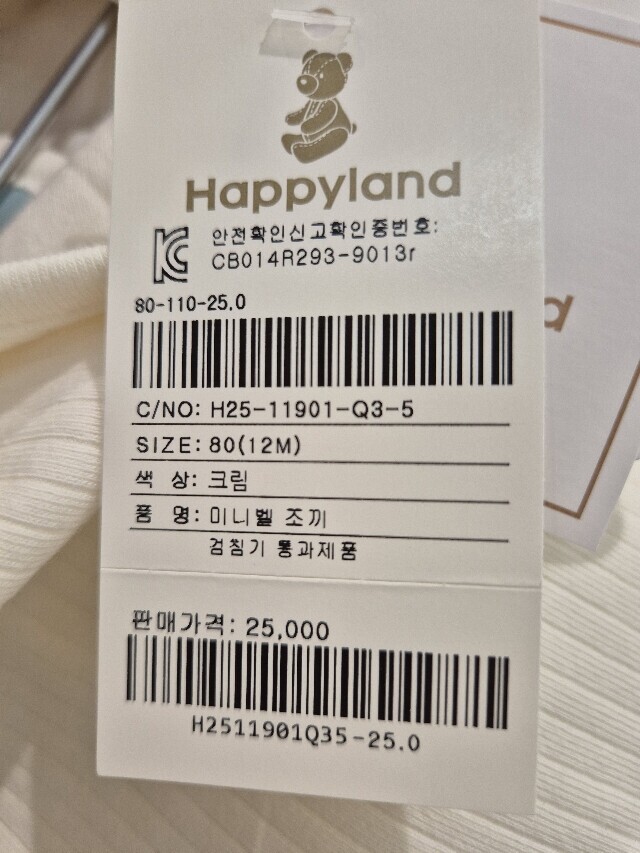 Happyland
안전확인신고확인증번호:
CB014R293-9013r
80-110-25.0
C/NO: H25-11901-Q3-5
SIZE: 80(12M)
색 상: 크림
품 명: 미니벨 조끼
검침기 통과제품
판매가격: 25,000
H2511901Q35-25.0
d